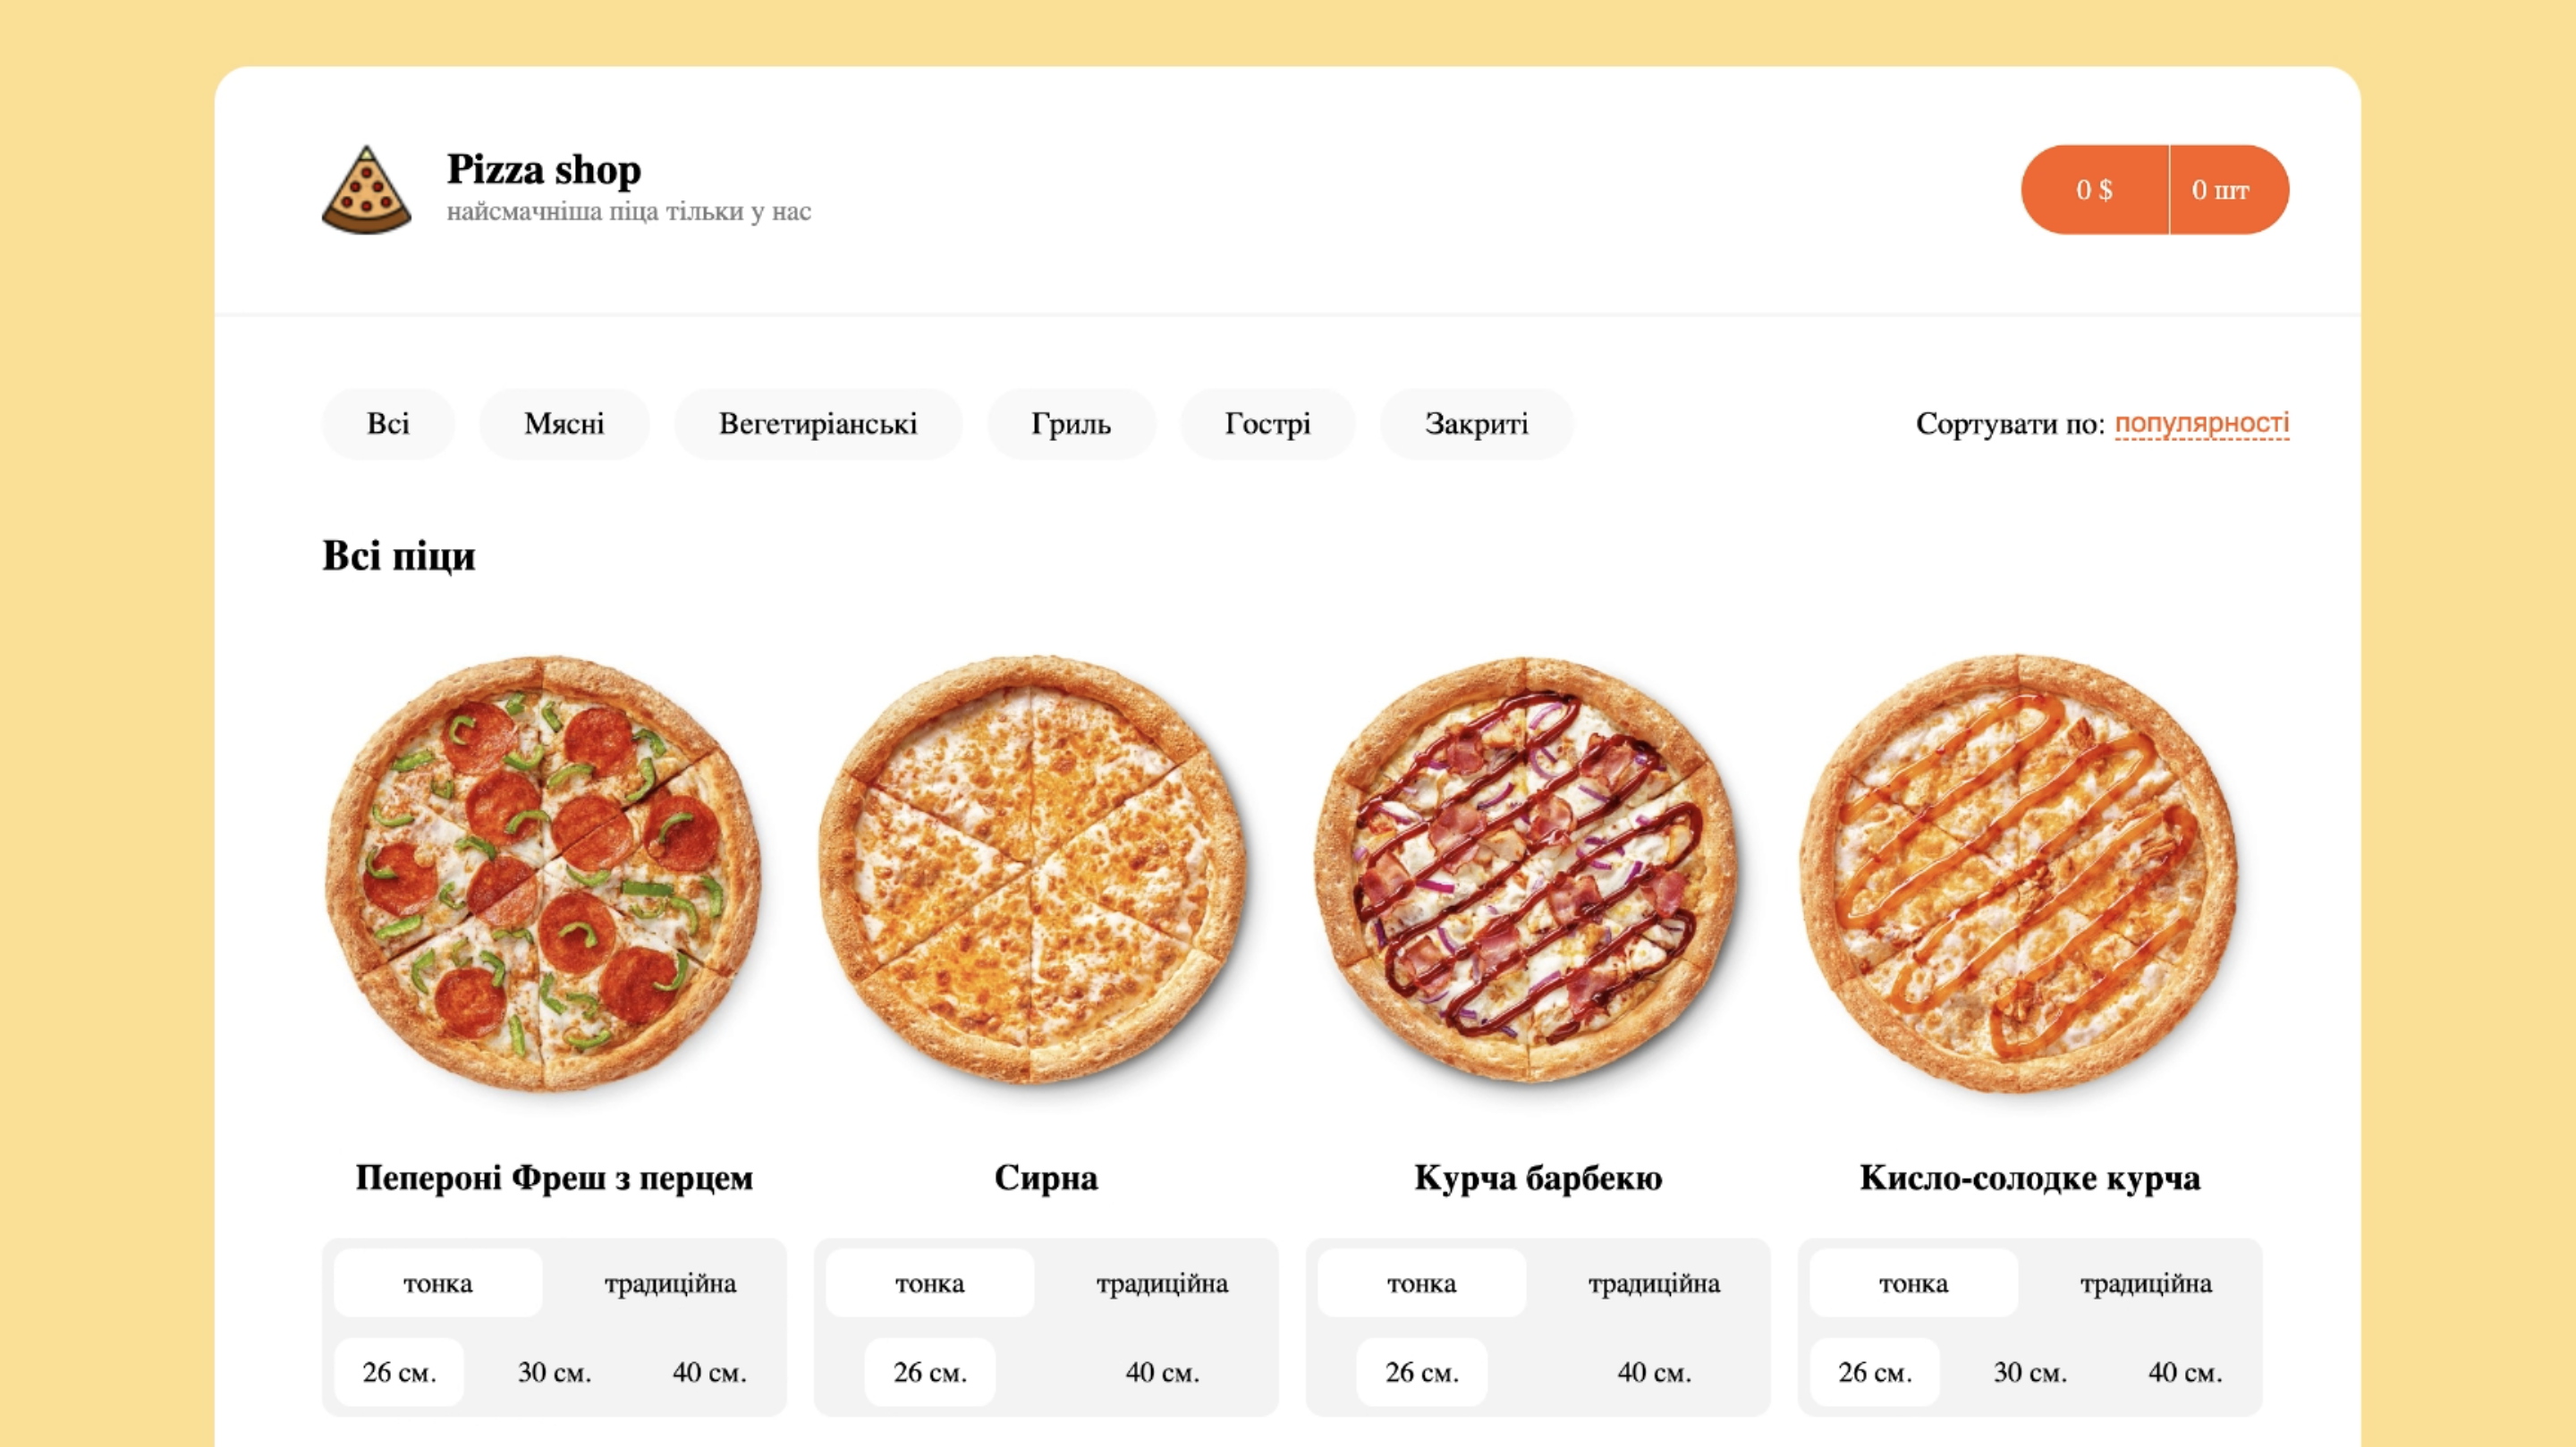 Pizza shop
найсмачніша піца тільки у нас
0 $ 0 шт
Всі Мясні Вегетиріанські Гриль Гострі Закриті Сортувати по: популярності
Всі піци
Пепероні Фреш з перцем Сирна Курча барбекю Кисло-солодке курча
тонка традиційна тонка традиційна тонка традиційна тонка традиційна
26 см. 30 см. 40 см. 26 см. 40 см. 26 см. 40 см. 26 см. 30 см. 40 см.